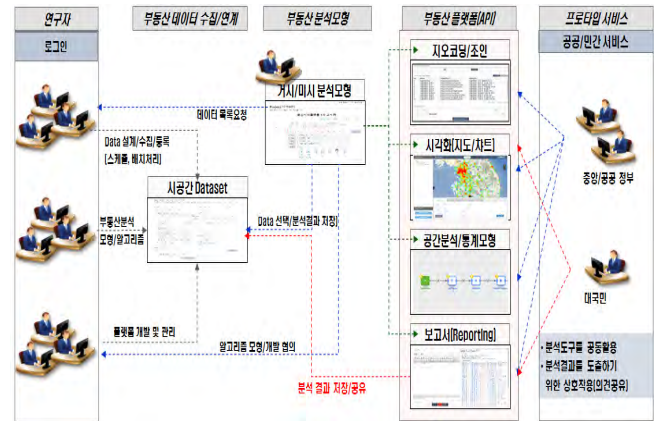 연구자
부동산 데이터 수집/연계
부동산 분석모형
부동산 플랫폼(API)
프로타입 서비스
로그인
공공/민간 서비스
지오코딩/조인
거시/미시 분석모형
데이터 목록요청
Data 설계/수집/등록
(스케쥴, 배치처리)
시각화(지도/차트)
중앙/공공 정부
시공간 Dataset
Data 선택/분석결과 저장)
부동산분석
모형/알고리즘
공간분석/통계모형
대국민
플랫폼 개발 및 관리
알고리즘 모형/개발 협의
보고서(Reporting)
분석 결과 저장/공유
• 분석도구를 공동활용
• 분석결과를 도출하기
위한 상호작용(의견공유)